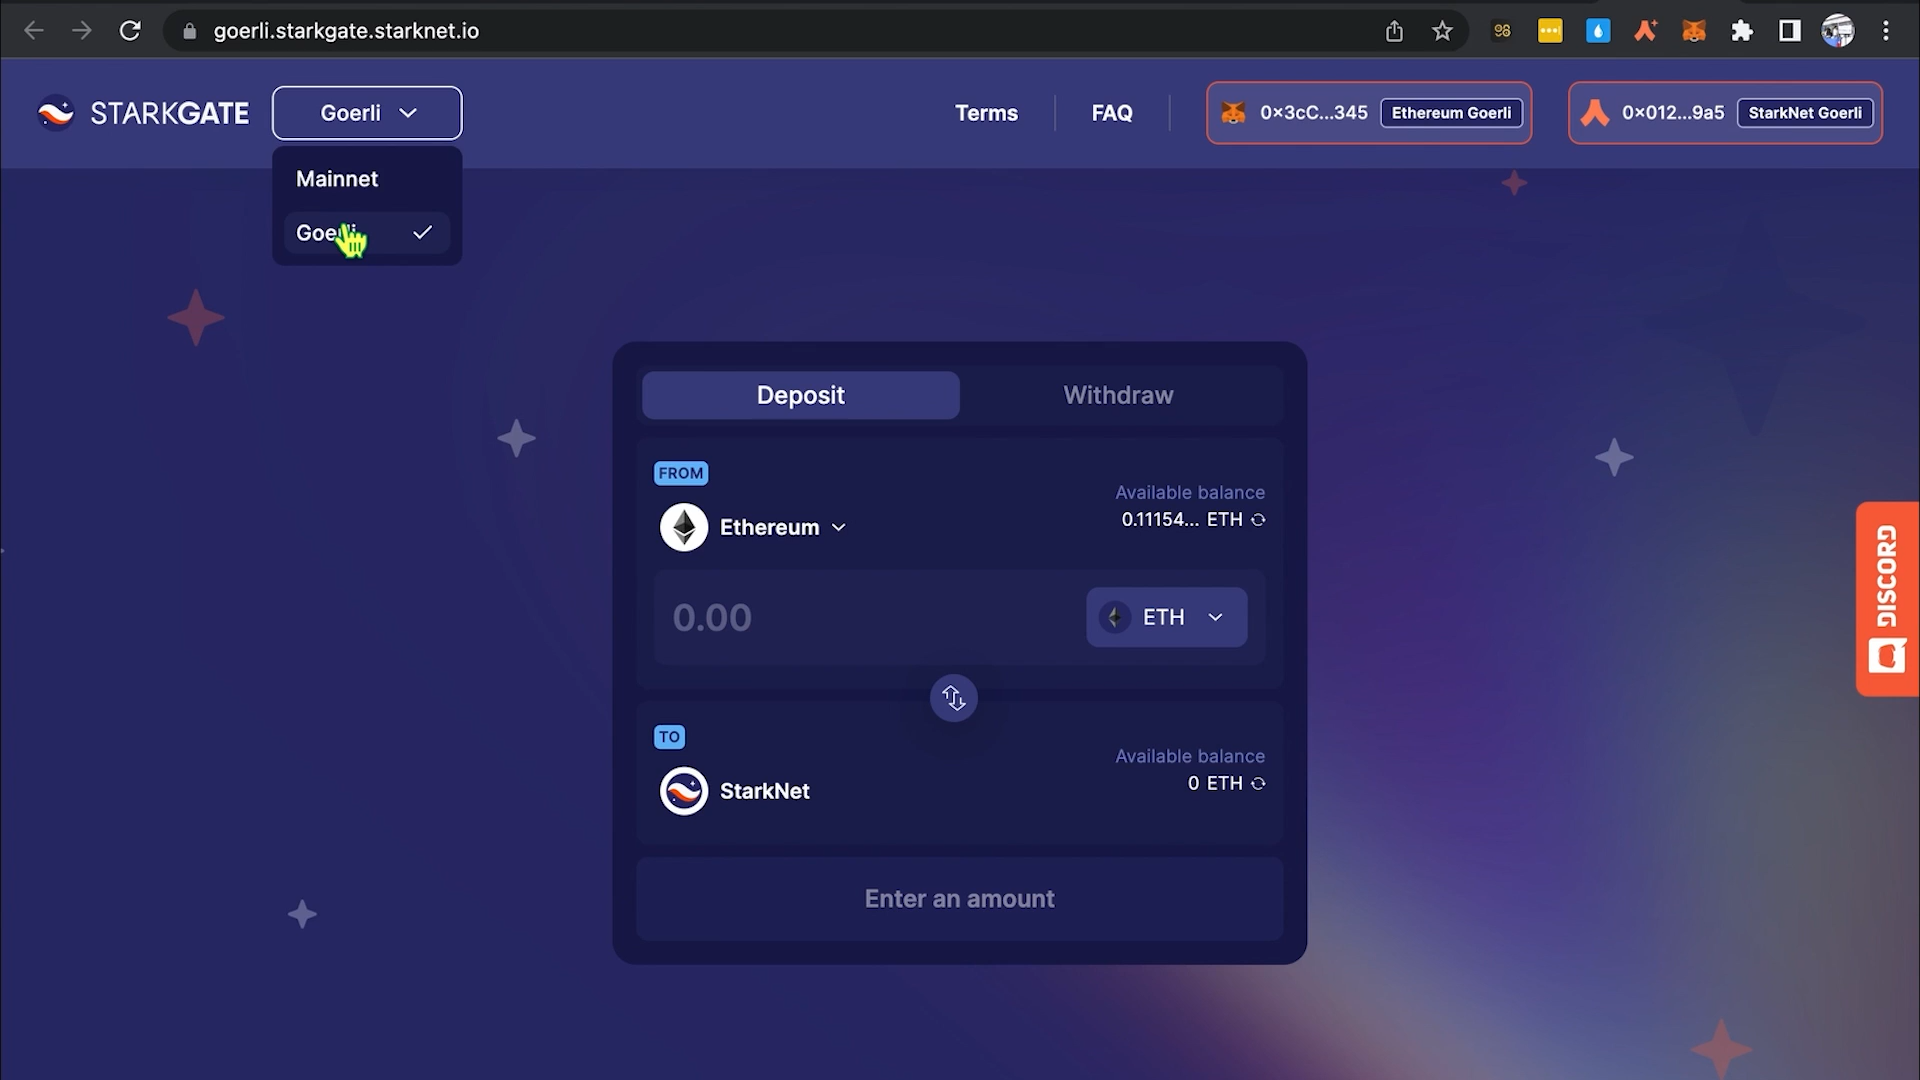 goerli.starkgate.starknet.io
STARKGATE
Goerli
Terms
FAQ
0x3cC...345
Ethereum Goerli
0x012...9a5
StarkNet Goerli
Mainnet
Goerli
Deposit
Withdraw
FROM
Ethereum
Available balance
0.11154... ETH
0.00
ETH
TO
StarkNet
Available balance
0 ETH
Enter an amount
DISCORD